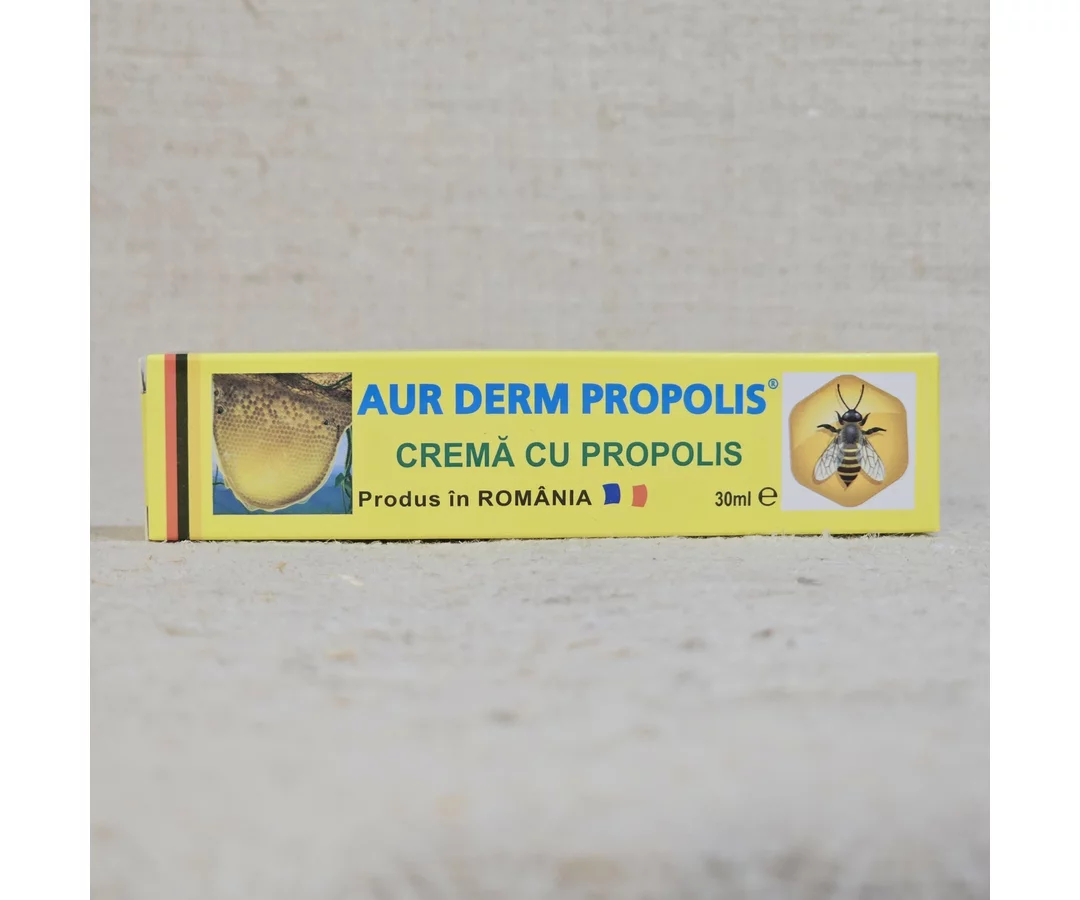 AUR DERM PROPOLIS®
CREMĂ CU PROPOLIS
Produs în ROMÂNIA
30ml ℮